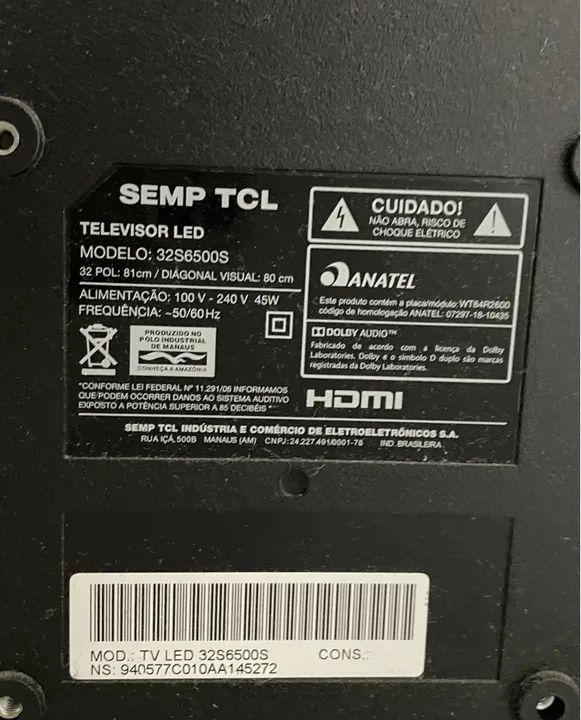 SEMP TCL
TELEVISOR LED
MODELO: 32S6500S
32 POL: 81cm / DIAGONAL VISUAL: 80 cm
ALIMENTAÇÃO: 100 V - 240 V 45W
FREQUÊNCIA: ~50/60 Hz
PRODUZIDO NO
PÓLO INDUSTRIAL
DE MANAUS
CONHEÇA A AMAZÔNIA
"CONFORME LEI FEDERAL Nº 11.291/06 INFORMAMOS
QUE PODEM OCORRER DANOS AO SISTEMA AUDITIVO
EXPOSTO A POTÊNCIA SUPERIOR A 85 DECIBÉIS"
CUIDADO!
NÃO ABRA, RISCO DE
CHOQUE ELÉTRICO
ANATEL
Este produto contém a placa/módulo: WT84R2600
código de homologação ANATEL: 07297-18-10435
DOLBY AUDIO™
Fabricado de acordo com a licença da Dolby
Laboratories. Dolby e o símbolo D duplo são marcas
registradas da Dolby Laboratories.
HDMI
SEMP TCL INDÚSTRIA E COMÉRCIO DE ELETROELETRÔNICOS S.A.
RUA IÇÁ, 500B MANAUS (AM) CNPJ: 24.227.491/0001-76 IND. BRASILEIRA
MOD.: TV LED 32S6500S CONS.:
NS: 940577C010AA145272